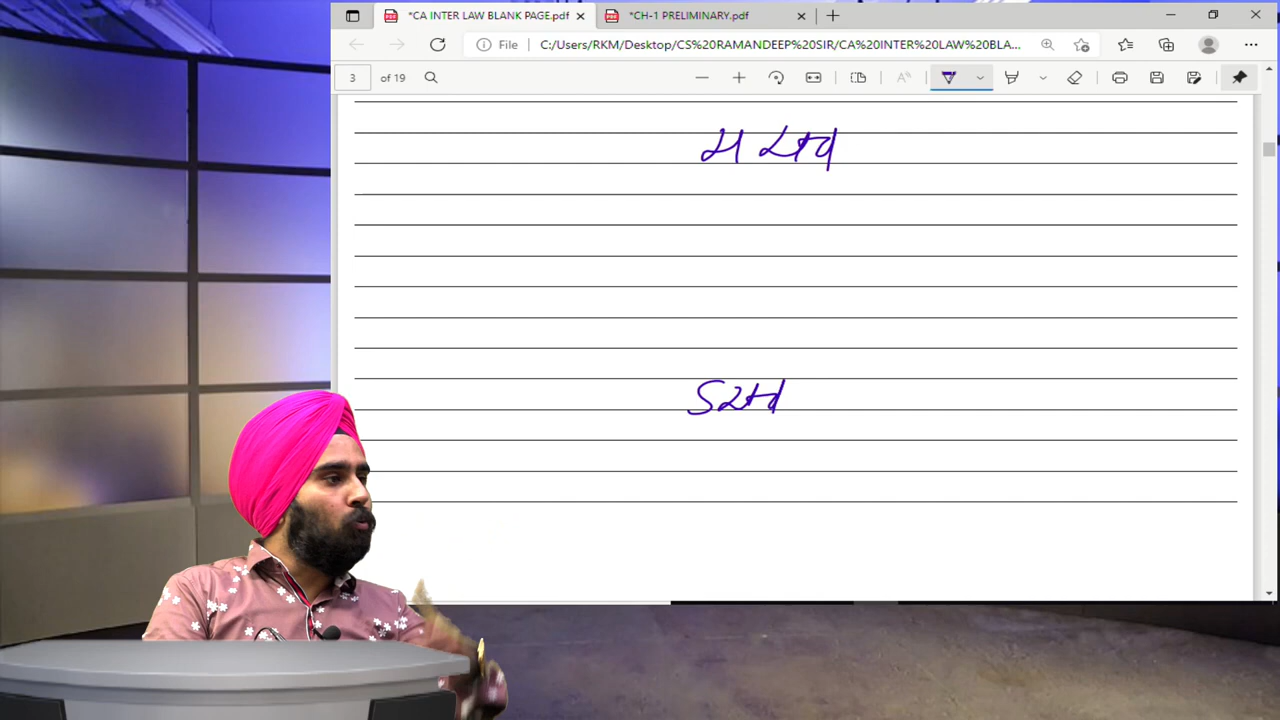 *CA INTER LAW BLANK PAGE.pdf
*CH-1 PRELIMINARY.pdf
File
C:/Users/RKM/Desktop/CS%20RAMANDEEP%20SIR/CA%20INTER%20LAW%20BLA...
3 of 19
H Ltd
S Ltd